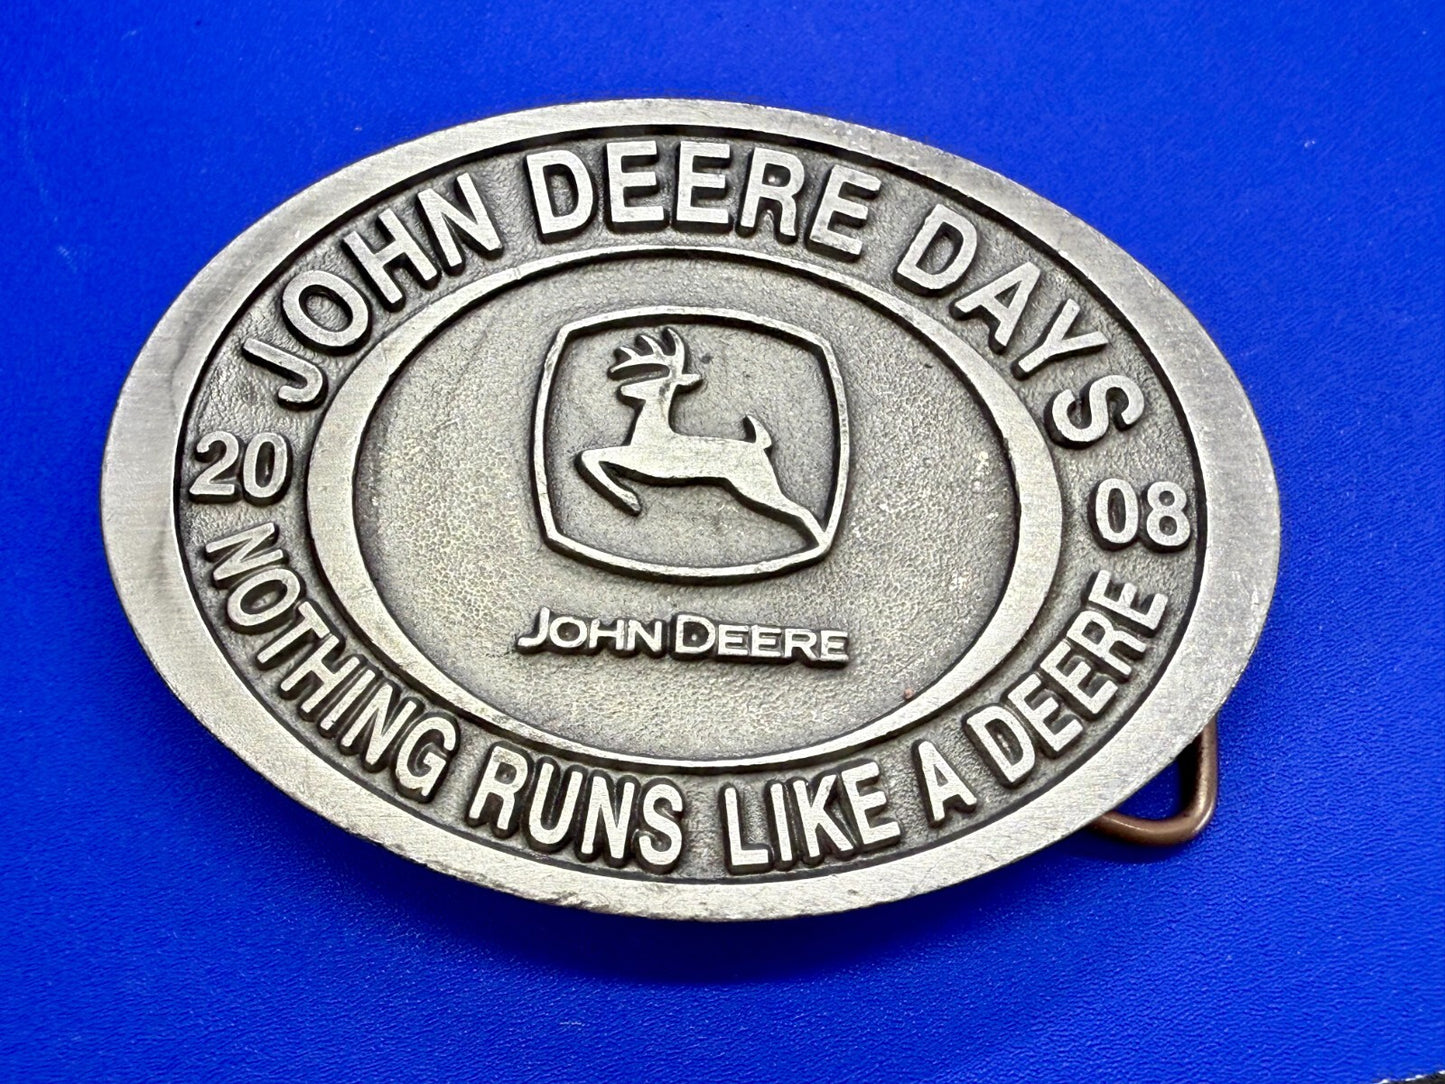 JOHN DEERE DAYS
20 08
JOHN DEERE
NOTHING RUNS LIKE A DEERE